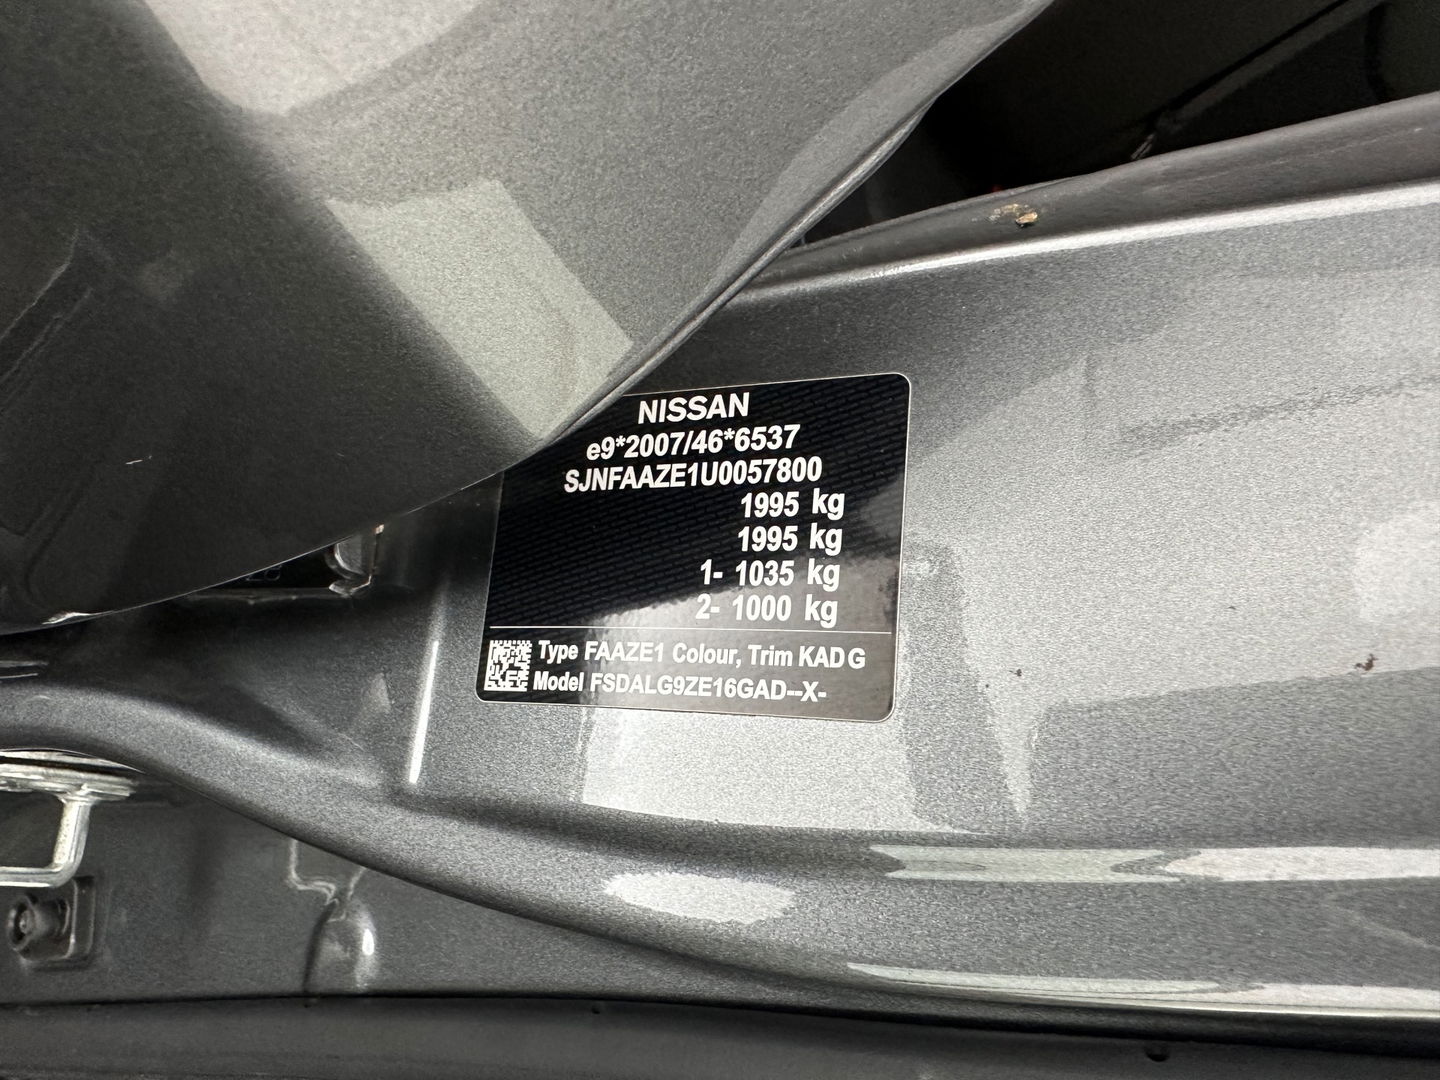 NISSAN
e9*2007/46*6537
SJNFAAZE1U0057800
1995 kg
1995 kg
1- 1035 kg
2- 1000 kg
Type FAAZE1 Colour, Trim KAD G
Model FSDALG9ZE16GAD--X-